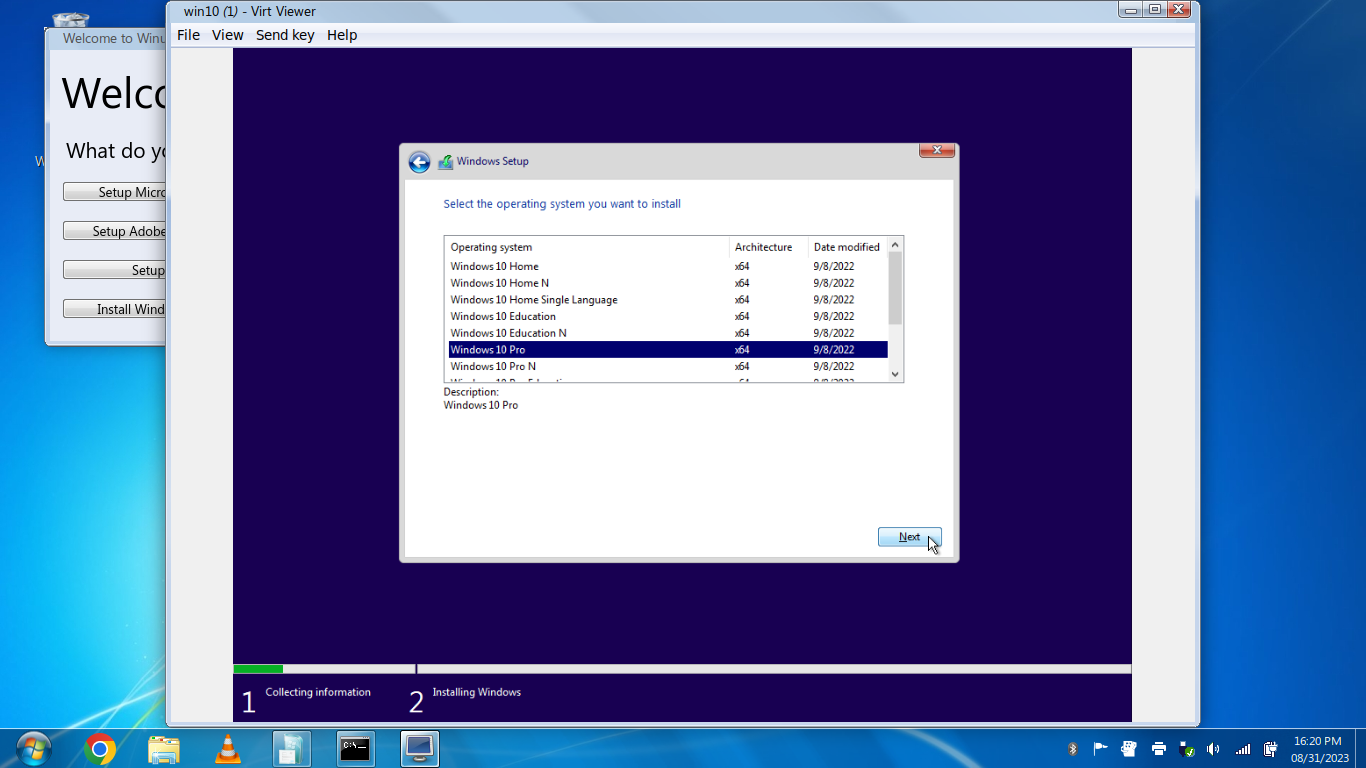 win10 (1) - Virt Viewer
File View Send key Help
Welcome to Winu
Welco
What do yo
Setup Micro
Setup Adobe
Setup
Install Wind
W
Windows Setup
Select the operating system you want to install
Operating system Architecture Date modified
Windows 10 Home x64 9/8/2022
Windows 10 Home N x64 9/8/2022
Windows 10 Home Single Language x64 9/8/2022
Windows 10 Education x64 9/8/2022
Windows 10 Education N x64 9/8/2022
Windows 10 Pro x64 9/8/2022
Windows 10 Pro N x64 9/8/2022
Description:
Windows 10 Pro
Next
1 Collecting information 2 Installing Windows
C:\
16:20 PM
08/31/2023